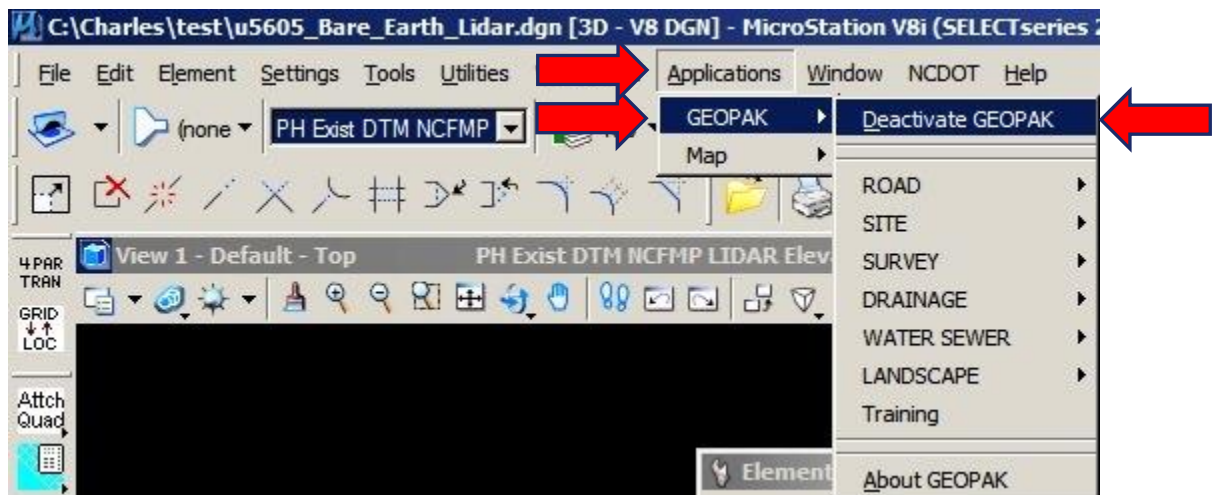 C:\Charles\test\u5605_Bare_Earth_Lidar.dgn [3D - V8 DGN] - MicroStation V8i (SELECTseries 2
File Edit Element Settings Tools Utilities Applications Window NCDOT Help
(none PH Exist DTM NCFMP GEOPAK Deactivate GEOPAK
Map
ROAD
SITE
View 1 - Default - Top PH Exist DTM NCFMP LIDAR Elev SURVEY
4 PAR
TRAN
DRAINAGE
GRID
LOC
WATER SEWER
LANDSCAPE
Attch
Quad
Training
Element
About GEOPAK